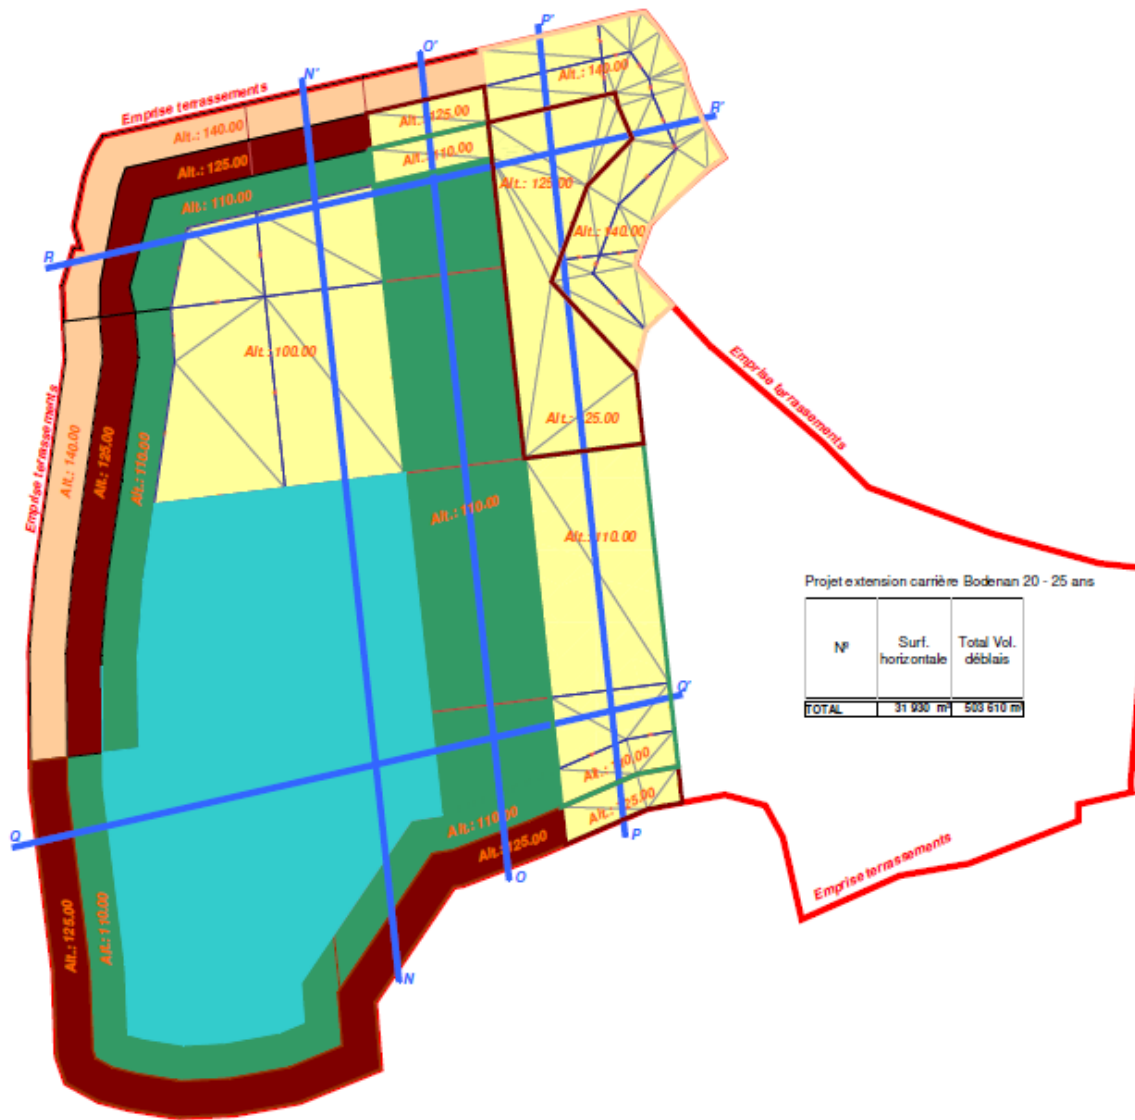 P'
O'
N'
Emprise terrassements
Alt.: 140.00
Alt.: 140.00
Alt.: 125.00
R'
Alt.: 125.00
Alt.: 110.00
Alt.: 110.00
Alt.: 125.00
Alt.: 140.00
R
Alt.: 100.00
Emprise terrassements
Emprise terrassements
Alt.: 140.00
Alt.: 125.00
Alt.: 110.00
Alt.: 125.00
Alt.: 110.00
Alt.: 110.00
Projet extension carrière Bodenan 20 - 25 ans
N° Surf. horizontale Total Vol. déblais
TOTAL 31 930 m² 503 610 m³
Q'
Alt.: 110.00
Alt.: 125.00
Q
Alt.: 110.00
Alt.: 125.00
P
O
Emprise terrassements
Alt.: 125.00
Alt.: 110.00
N